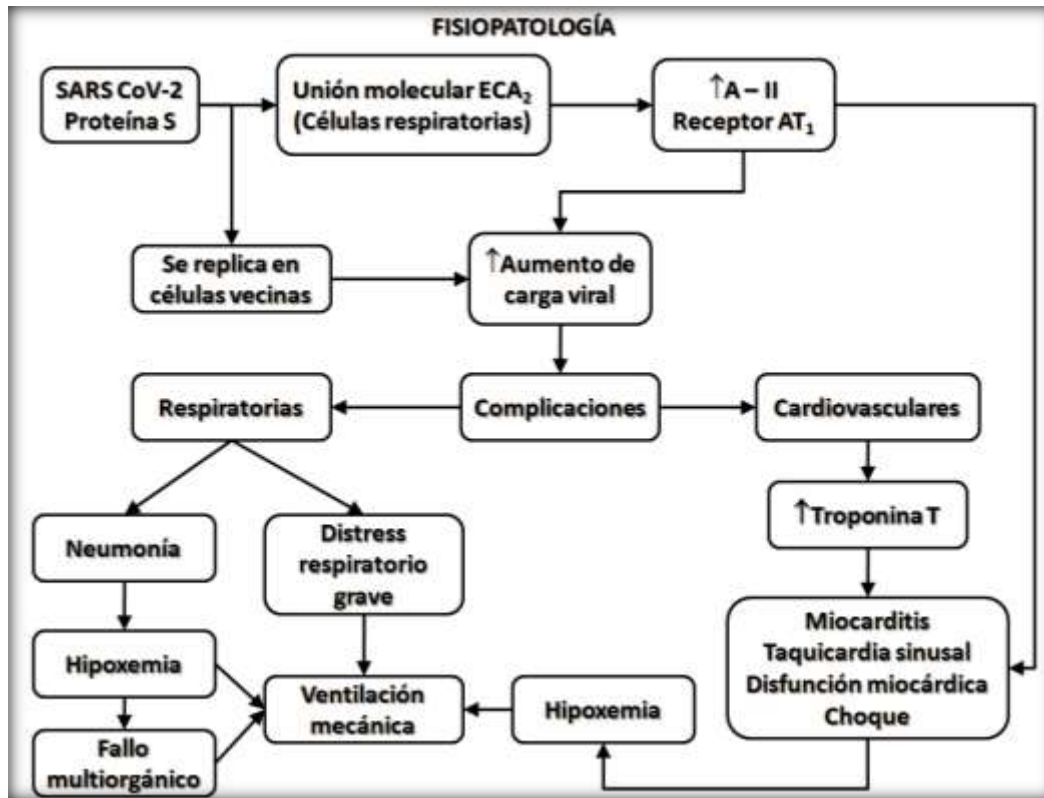 FISIOPATOLOGÍA
SARS CoV-2
Proteína S
Unión molecular ECA₂
(Células respiratorias)
↑A – II
Receptor AT₁
Se replica en
células vecinas
↑Aumento de
carga viral
Respiratorias
Complicaciones
Cardiovasculares
Neumonía
Distress
respiratorio
grave
↑Troponina T
Hipoxemia
Ventilación
mecánica
Hipoxemia
Miocarditis
Taquicardia sinusal
Disfunción miocárdica
Choque
Fallo
multiorgánico